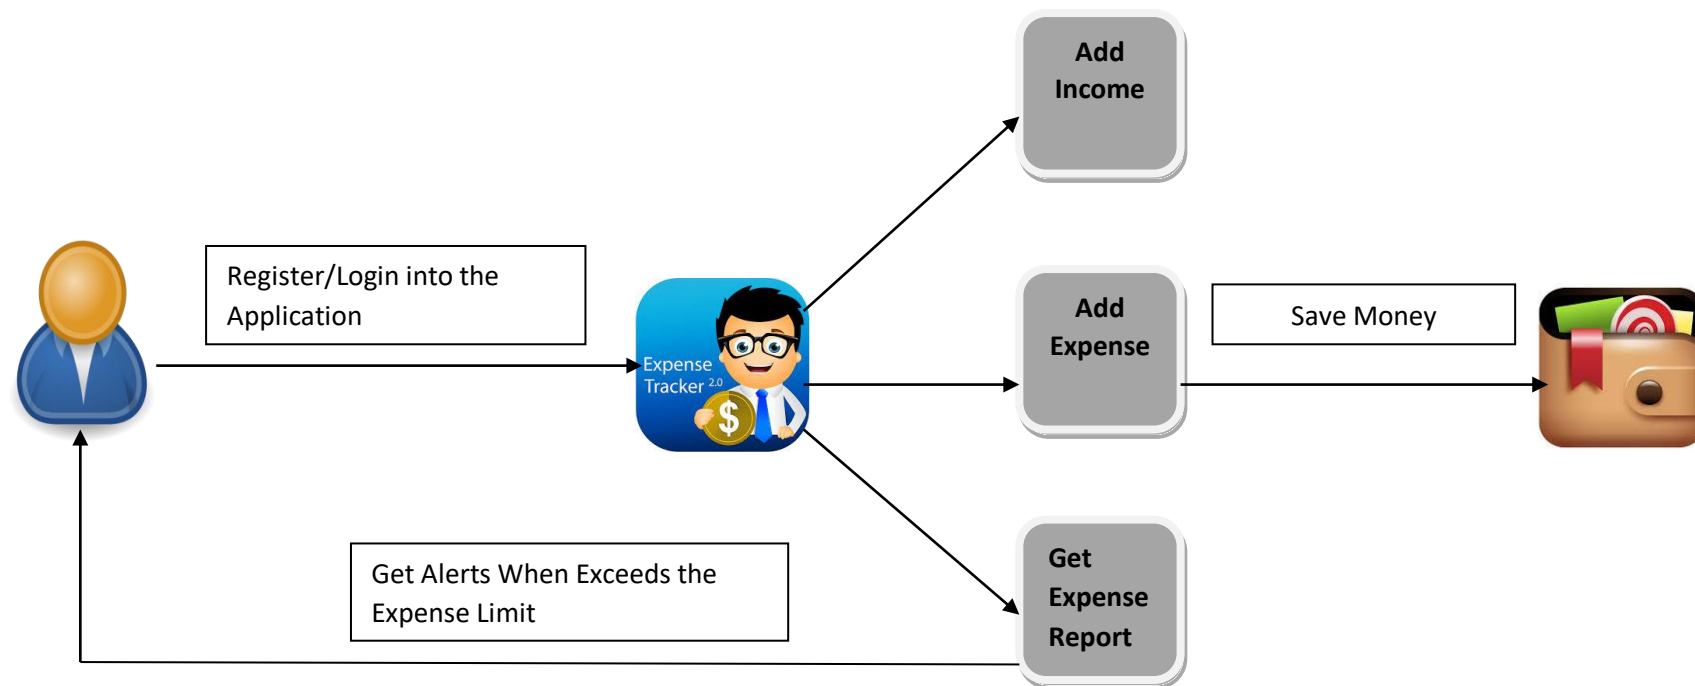 Add
Income
Register/Login into the
Application
Expense
Tracker 2.0
$
Add
Expense
Save Money
Get Alerts When Exceeds the
Expense Limit
Get
Expense
Report